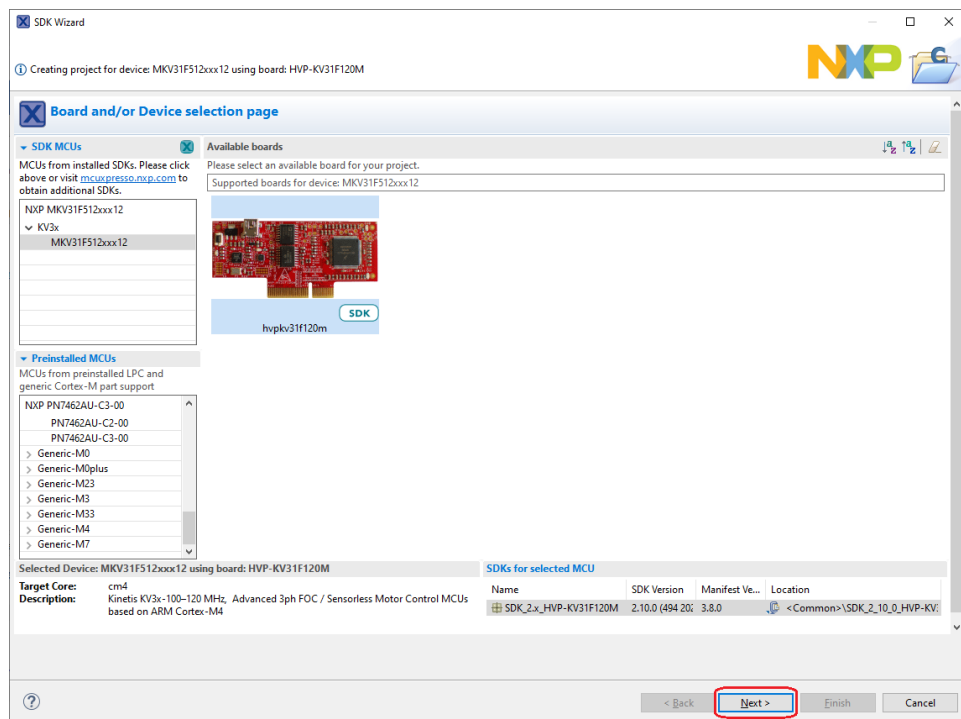 SDK Wizard
Creating project for device: MKV31F512xxx12 using board: HVP-KV31F120M
NXP
Board and/or Device selection page
SDK MCUs
MCUs from installed SDKs. Please click
above or visit mcuxpresso.nxp.com to
obtain additional SDKs.
NXP MKV31F512xxx12
KV3x
MKV31F512xxx12
Available boards
Please select an available board for your project.
Supported boards for device: MKV31F512xxx12
SDK
hvpkv31f120m
Preinstalled MCUs
MCUs from preinstalled LPC and
generic Cortex-M part support
NXP PN7462AU-C3-00
PN7462AU-C2-00
PN7462AU-C3-00
Generic-M0
Generic-M0plus
Generic-M23
Generic-M3
Generic-M33
Generic-M4
Generic-M7
Selected Device: MKV31F512xxx12 using board: HVP-KV31F120M
Target Core: cm4
Description: Kinetis KV3x-100–120 MHz, Advanced 3ph FOC / Sensorless Motor Control MCUs
based on ARM Cortex-M4
SDKs for selected MCU
Name SDK Version Manifest Ve... Location
SDK_2.x_HVP-KV31F120M 2.10.0 (494 202 3.8.0 <Common>\SDK_2_10_0_HVP-KV
< Back Next > Finish Cancel